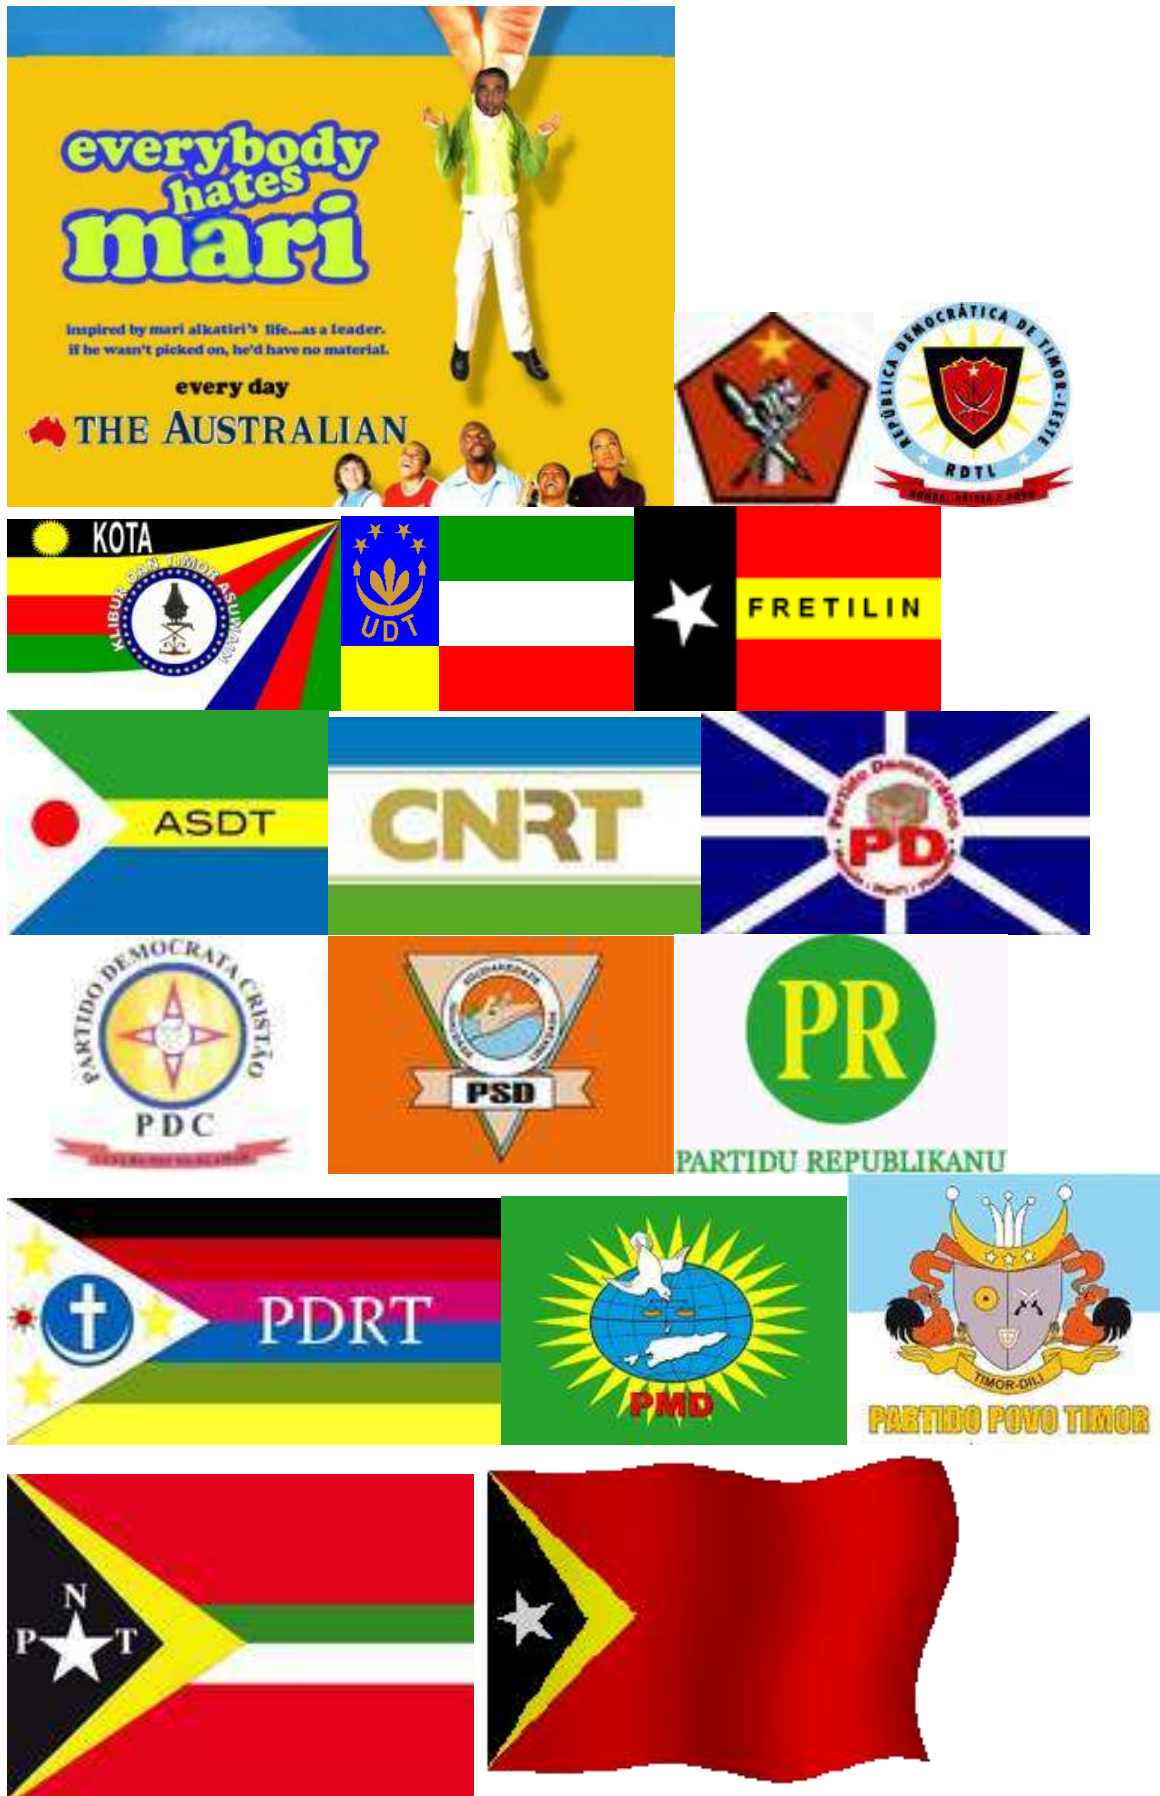 everybody
hates
mari
inspired by mari alkatiri's life...as a leader.
if he wasn't picked on, he'd have no material.
every day
THE AUSTRALIAN
REPÚBLICA DEMOCRÁTICA DE TIMOR-LESTE
RDTL
KOTA
KLIBUR OAN TIMOR ASUWAIN
UDT
FRETILIN
ASDT
CNRT
Partido Democrático
PD
PARTIDO DEMOCRATA CRISTÃO
PDC
SOLIDARIEDADE
PSD
PR
PARTIDU REPUBLIKANU
PDRT
PMD
TIMOR-DILI
PARTIDO POVO TIMOR
N
P T